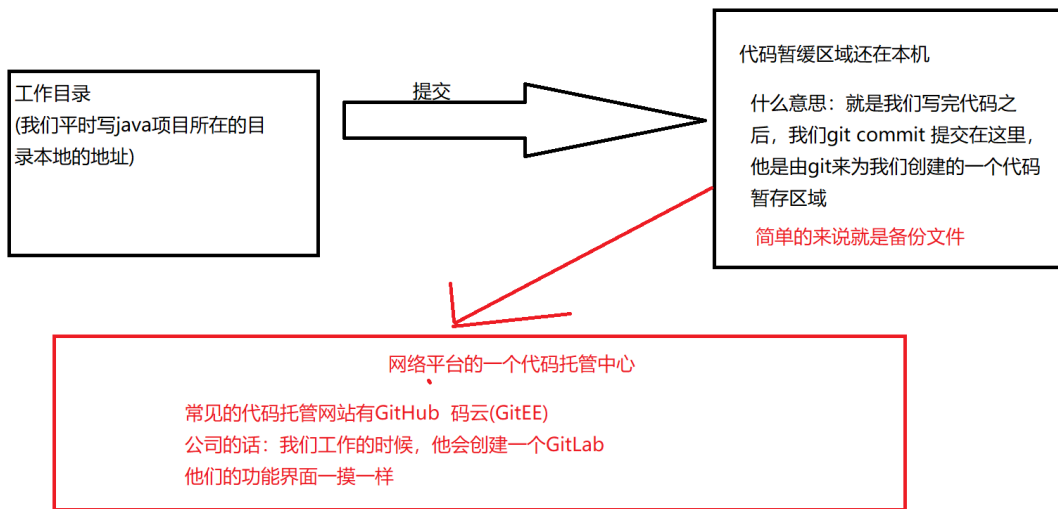 工作目录
(我们平时写java项目所在的目
录本地的地址)
提交
代码暂缓区域还在本机
什么意思：就是我们写完代码之
后，我们git commit 提交在这里，
他是由git来为我们创建的一个代码
暂存区域
简单的来说就是备份文件
网络平台的一个代码托管中心
常见的代码托管网站有GitHub 码云(GitEE)
公司的话：我们工作的时候，他会创建一个GitLab
他们的功能界面一摸一样